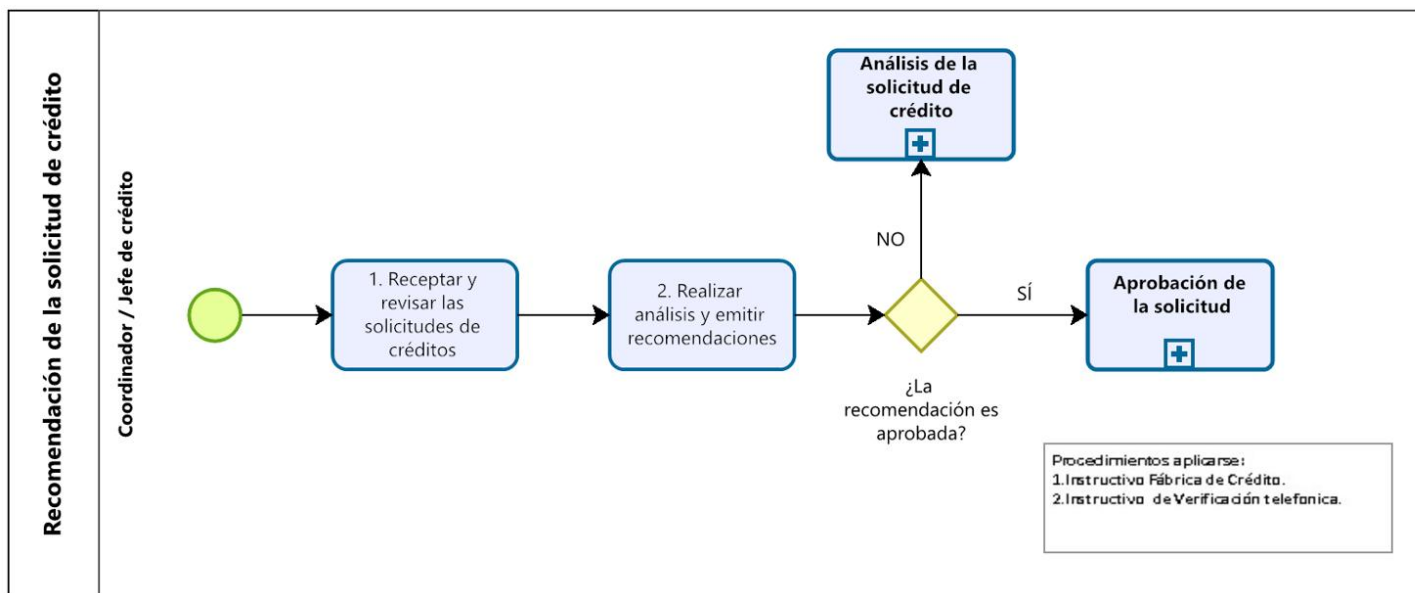 Recomendación de la solicitud de crédito
Coordinador / Jefe de crédito
1. Receptar y
revisar las
solicitudes de
créditos
2. Realizar
análisis y emitir
recomendaciones
¿La
recomendación es
aprobada?
NO
Análisis de la
solicitud de
crédito
SÍ
Aprobación de
la solicitud
Procedimientos aplicarse:
1.Instructivo Fábrica de Crédito.
2.Instructivo de Verificación telefonica.